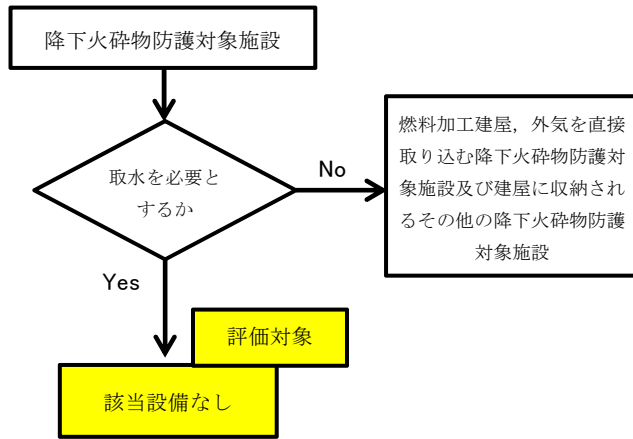 降下火砕物防護対象施設
取水を必要と
するか
No
燃料加工建屋，外気を直接
取り込む降下火砕物防護対
象施設及び建屋に収納され
るその他の降下火砕物防護
対象施設
Yes
評価対象
該当設備なし